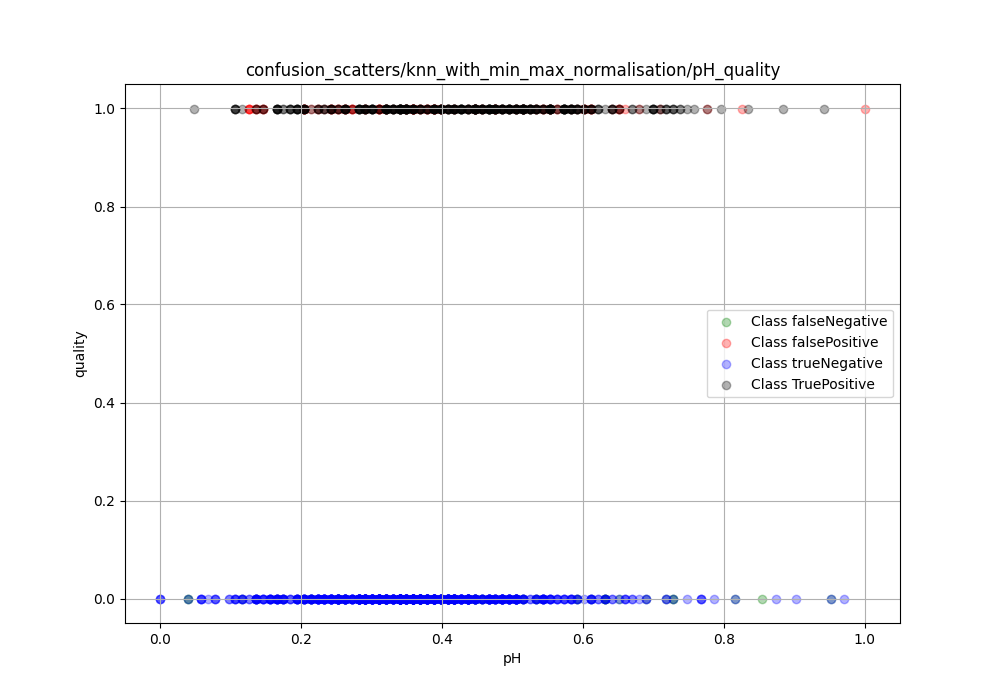 confusion_scatters/knn_with_min_max_normalisation/pH_quality
1.0
0.8
0.6
0.4
0.2
0.0
quality
Class falseNegative
Class falsePositive
Class trueNegative
Class TruePositive
0.0 0.2 0.4 0.6 0.8 1.0
pH